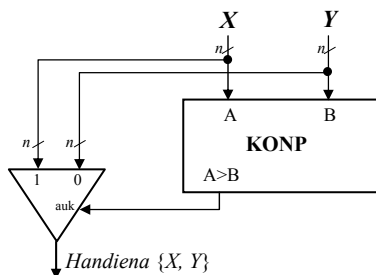 X Y
n n
A B
KONP
n n
1 0
A>B
auk
Handiena {X, Y}